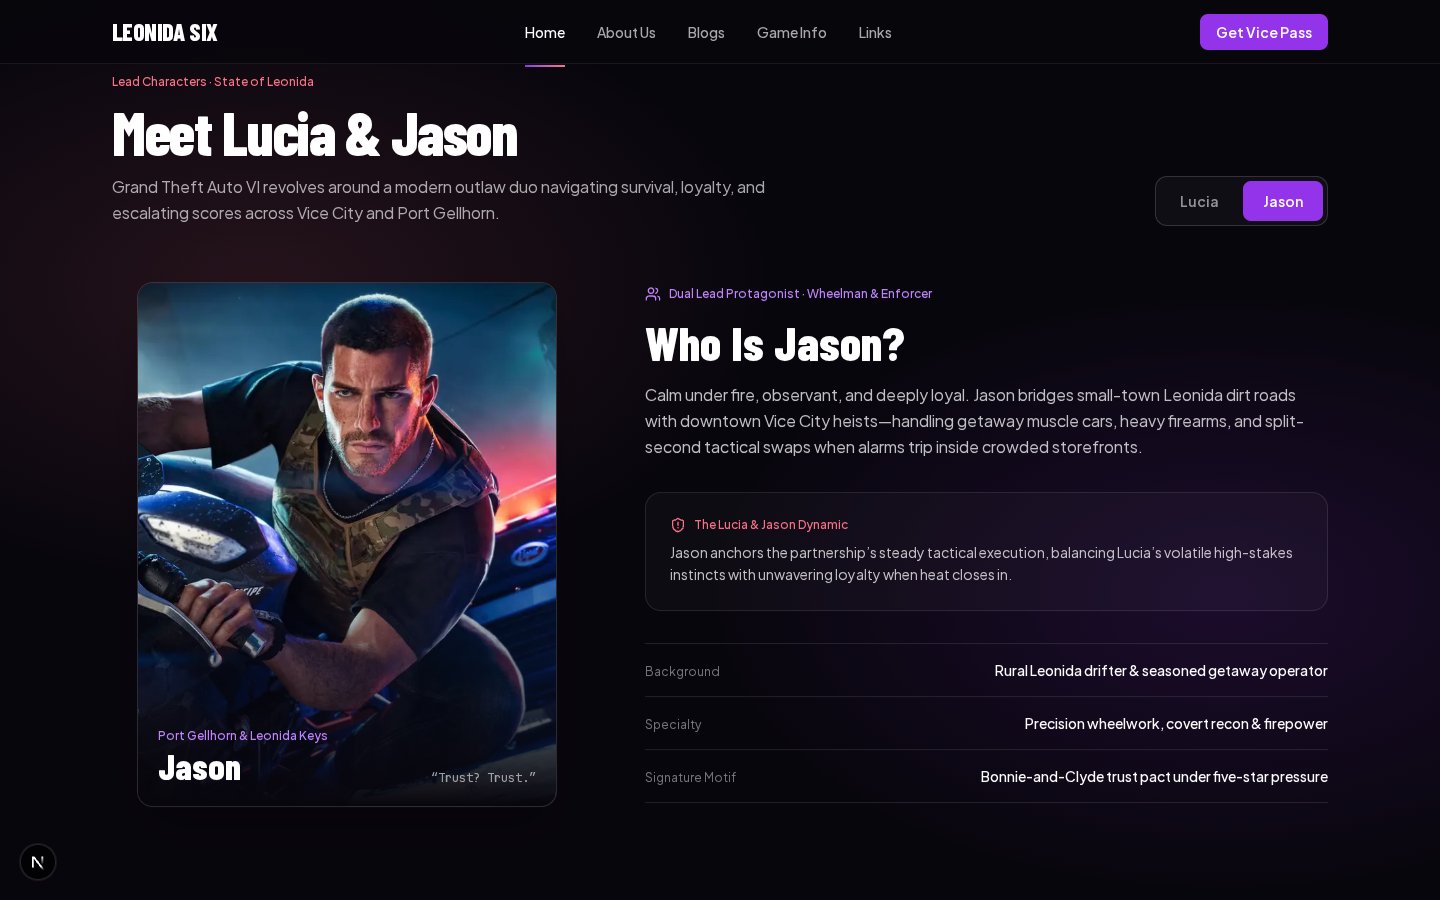 LEONIDA SIX
Home
About Us
Blogs
Game Info
Links
Get Vice Pass
Lead Characters · State of Leonida
Meet Lucia & Jason
Grand Theft Auto VI revolves around a modern outlaw duo navigating survival, loyalty, and
escalating scores across Vice City and Port Gellhorn.
Lucia
Jason
Port Gellhorn & Leonida Keys
Jason
“Trust? Trust.”
Dual Lead Protagonist · Wheelman & Enforcer
Who Is Jason?
Calm under fire, observant, and deeply loyal. Jason bridges small-town Leonida dirt roads
with downtown Vice City heists—handling getaway muscle cars, heavy firearms, and split-
second tactical swaps when alarms trip inside crowded storefronts.
The Lucia & Jason Dynamic
Jason anchors the partnership’s steady tactical execution, balancing Lucia’s volatile high-stakes
instincts with unwavering loyalty when heat closes in.
Background
Rural Leonida drifter & seasoned getaway operator
Specialty
Precision wheelwork, covert recon & firepower
Signature Motif
Bonnie-and-Clyde trust pact under five-star pressure
N